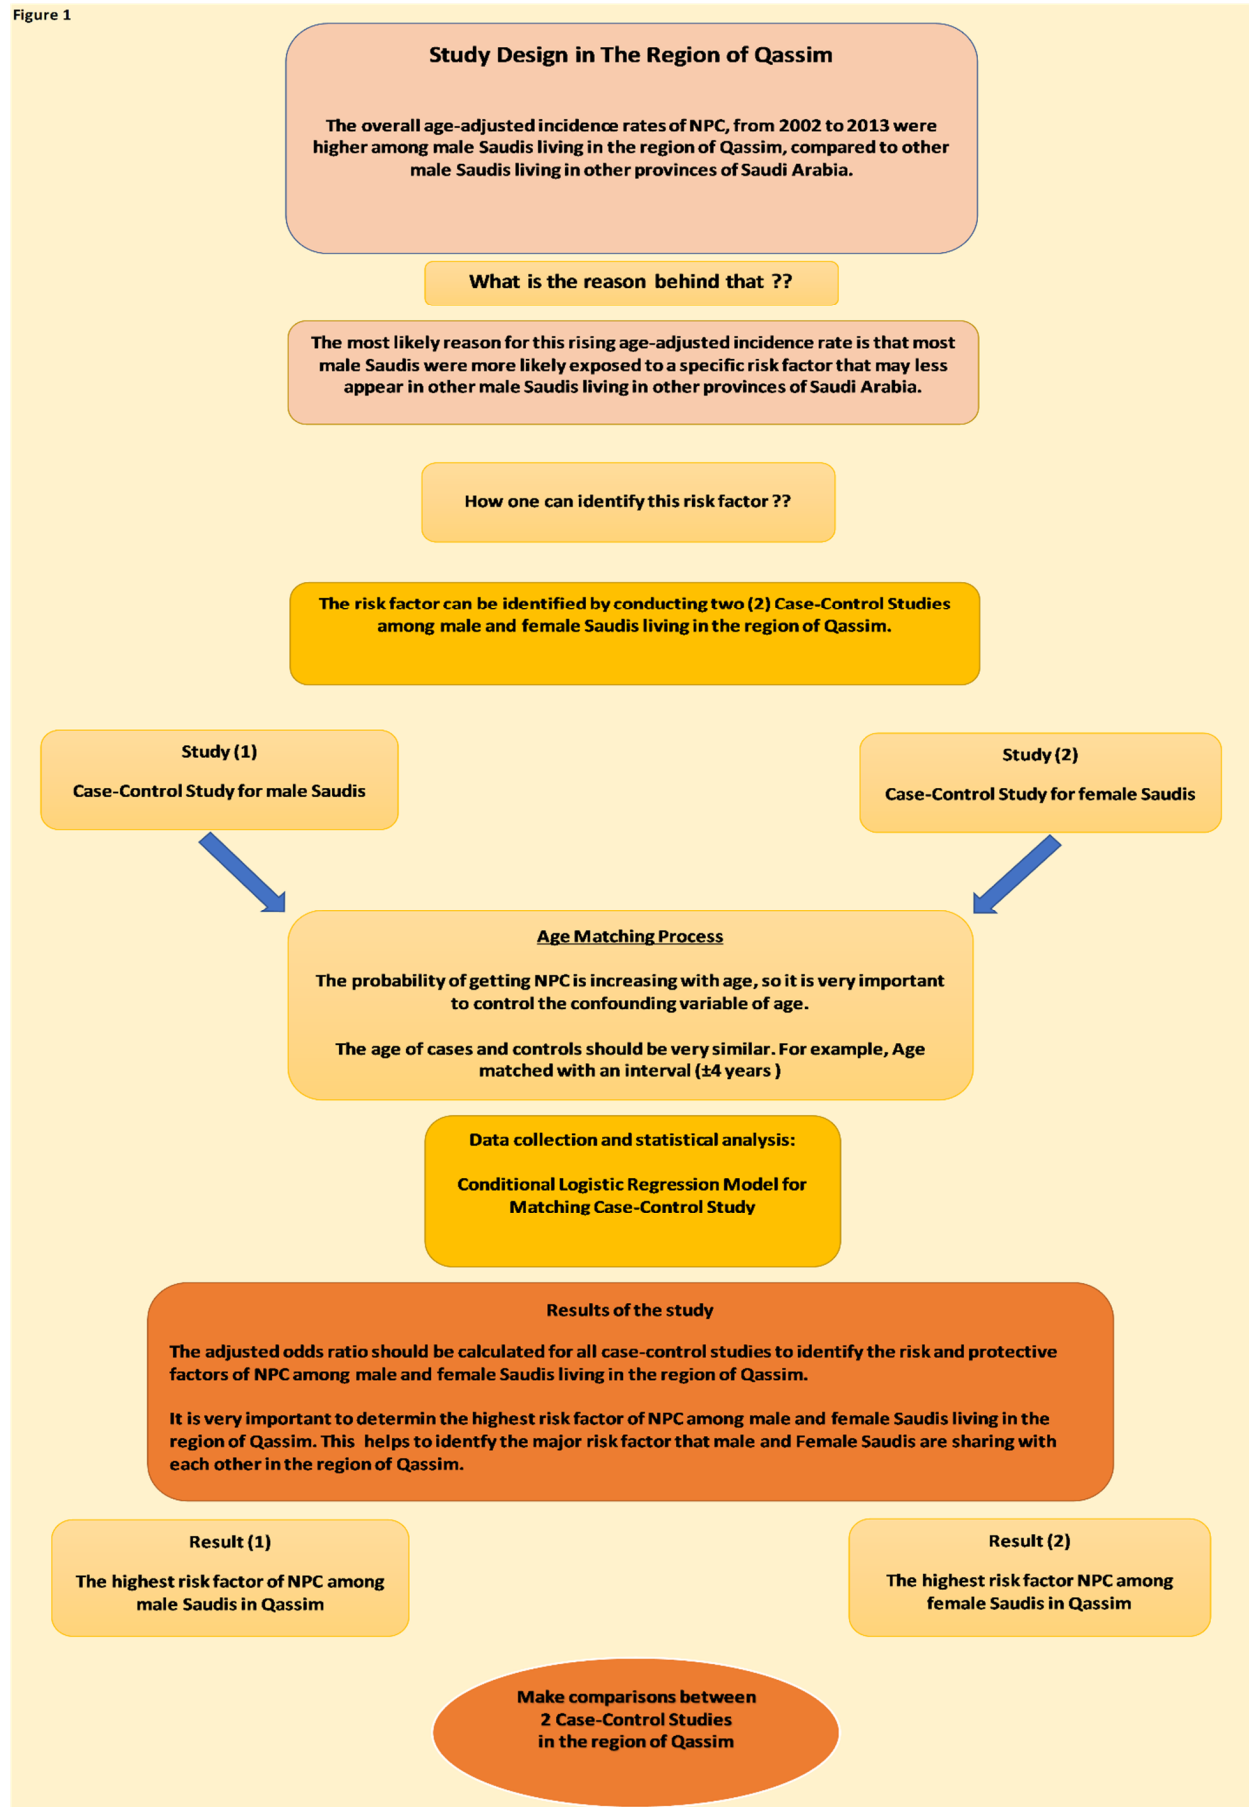 Figure 1
Study Design in The Region of Qassim
The overall age-adjusted incidence rates of NPC, from 2002 to 2013 were
higher among male Saudis living in the region of Qassim, compared to other
male Saudis living in other provinces of Saudi Arabia.
What is the reason behind that ??
The most likely reason for this rising age-adjusted incidence rate is that most
male Saudis were more likely exposed to a specific risk factor that may less
appear in other male Saudis living in other provinces of Saudi Arabia.
How one can identify this risk factor ??
The risk factor can be identified by conducting two (2) Case-Control Studies
among male and female Saudis living in the region of Qassim.
Study (1)
Case-Control Study for male Saudis
Study (2)
Case-Control Study for female Saudis
Age Matching Process
The probability of getting NPC is increasing with age, so it is very important
to control the confounding variable of age.
The age of cases and controls should be very similar. For example, Age
matched with an interval (±4 years )
Data collection and statistical analysis:
Conditional Logistic Regression Model for
Matching Case-Control Study
Results of the study
The adjusted odds ratio should be calculated for all case-control studies to identify the risk and protective
factors of NPC among male and female Saudis living in the region of Qassim.
It is very important to determin the highest risk factor of NPC among male and female Saudis living in the
region of Qassim. This helps to identfy the major risk factor that male and Female Saudis are sharing with
each other in the region of Qassim.
Result (1)
The highest risk factor of NPC among
male Saudis in Qassim
Result (2)
The highest risk factor NPC among
female Saudis in Qassim
Make comparisons between
2 Case-Control Studies
in the region of Qassim